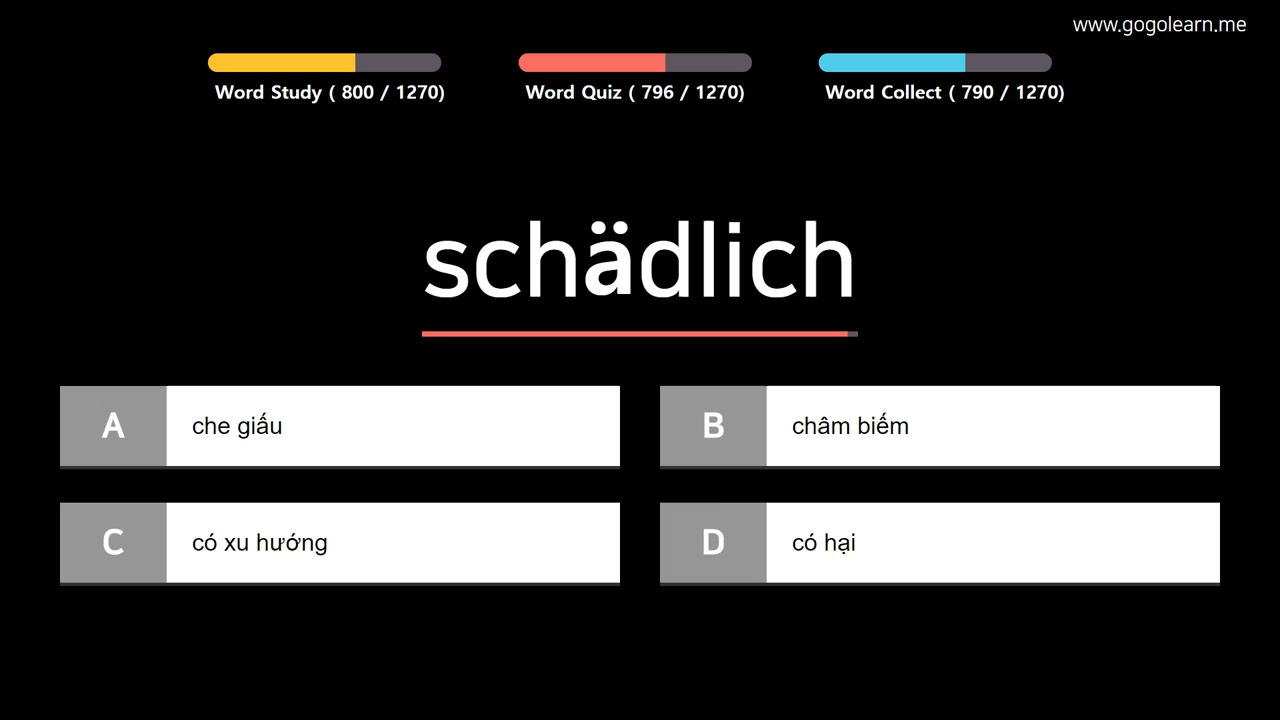 www.gogolearn.me
Word Study ( 800 / 1270)
Word Quiz ( 796 / 1270)
Word Collect ( 790 / 1270)
schädlich
A
che giấu
B
châm biếm
C
có xu hướng
D
có hại